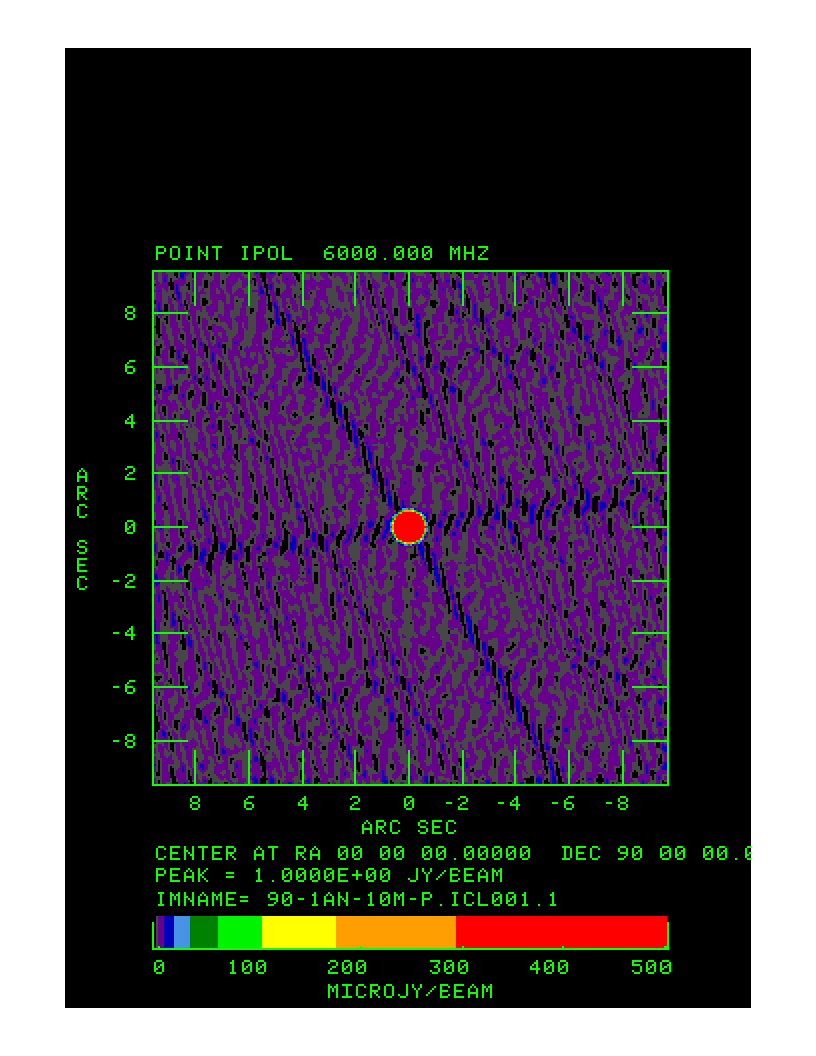 POINT IPOL 6000.000 MHZ
8
6
4
2
0
-2
-4
-6
-8
ARC SEC
8 6 4 2 0 -2 -4 -6 -8
ARC SEC
CENTER AT RA 00 00 00.00000 DEC 90 00 00.0
PEAK = 1.0000E+00 JY/BEAM
IMNAME= 90-1AN-10M-P.ICL001.1
0 100 200 300 400 500
MICROJY/BEAM